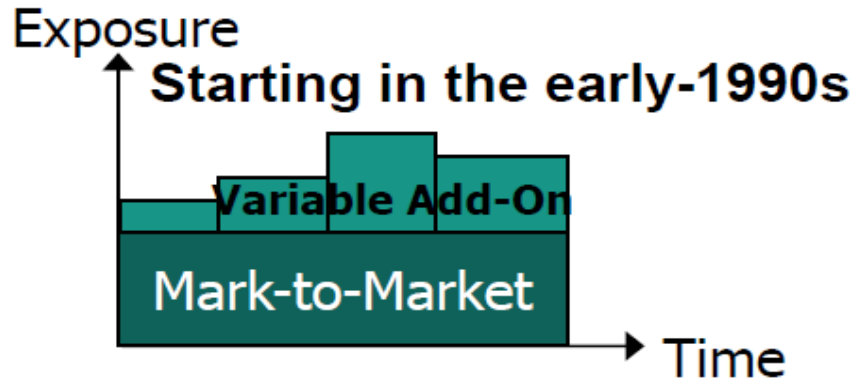 Exposure
Starting in the early-1990s
Variable Add-On
Mark-to-Market
Time